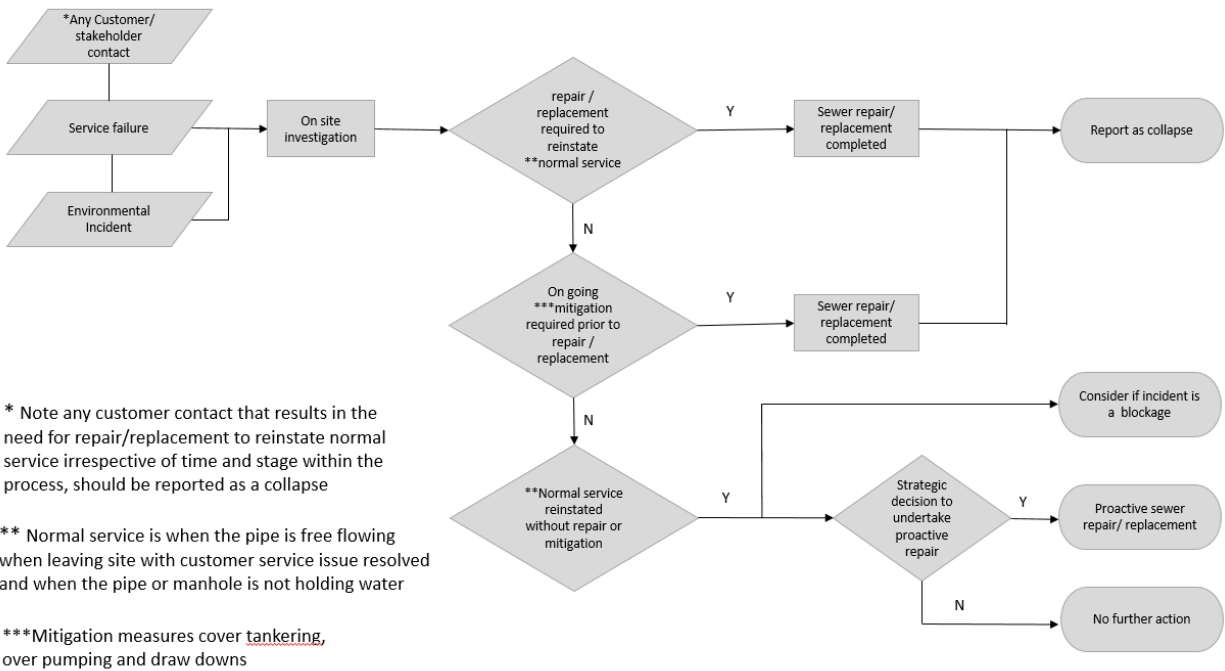 *Any Customer/
stakeholder
contact
Service failure
Environmental
Incident
On site
investigation
repair /
replacement
required to
reinstate
**normal service
Y
Sewer repair/
replacement
completed
Report as collapse
N
On going
***mitigation
required prior to
repair /
replacement
Y
Sewer repair/
replacement
completed
N
**Normal service
reinstated
without repair or
mitigation
Y
Consider if incident is
a blockage
Strategic
decision to
undertake
proactive
repair
Y
Proactive sewer
repair/ replacement
N
No further action
* Note any customer contact that results in the
need for repair/replacement to reinstate normal
service irrespective of time and stage within the
process, should be reported as a collapse
** Normal service is when the pipe is free flowing
when leaving site with customer service issue resolved
and when the pipe or manhole is not holding water
***Mitigation measures cover tankering,
over pumping and draw downs